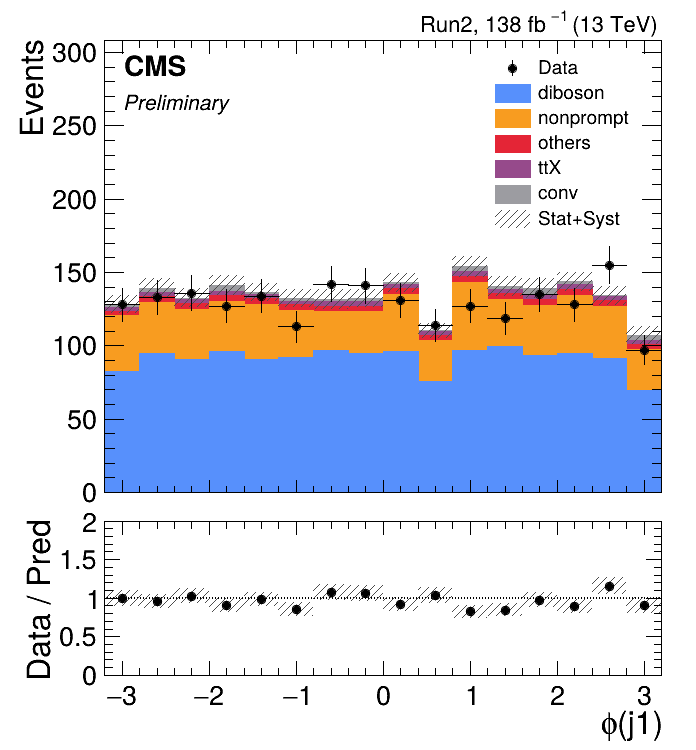 Run2, 138 fb⁻¹ (13 TeV)
Events
300
250
200
150
100
50
0
CMS
Preliminary
Data
diboson
nonprompt
others
ttX
conv
Stat+Syst
Data / Pred
2
1.5
1
0.5
0
−3 −2 −1 0 1 2 3
ϕ(j1)